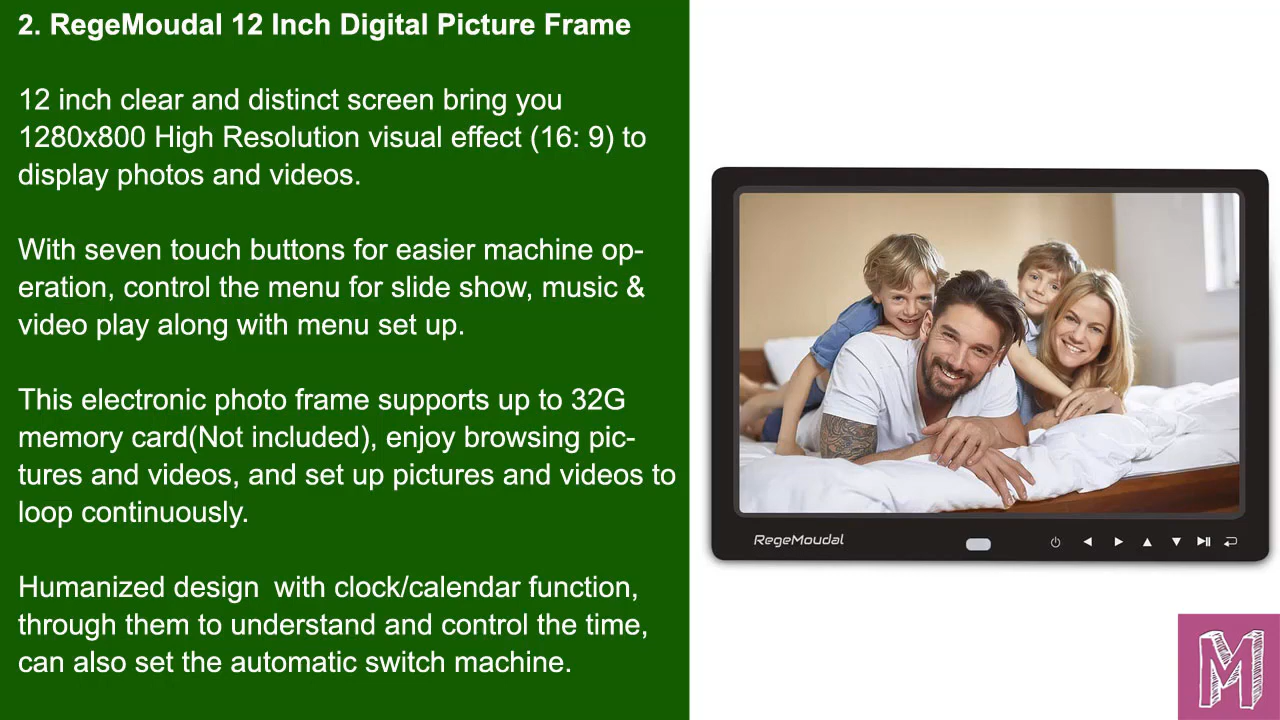 2. RegeMoudal 12 Inch Digital Picture Frame
12 inch clear and distinct screen bring you
1280x800 High Resolution visual effect (16: 9) to
display photos and videos.
With seven touch buttons for easier machine op-
eration, control the menu for slide show, music &
video play along with menu set up.
This electronic photo frame supports up to 32G
memory card(Not included), enjoy browsing pic-
tures and videos, and set up pictures and videos to
loop continuously.
Humanized design  with clock/calendar function,
through them to understand and control the time,
can also set the automatic switch machine.
RegeMoudal
M